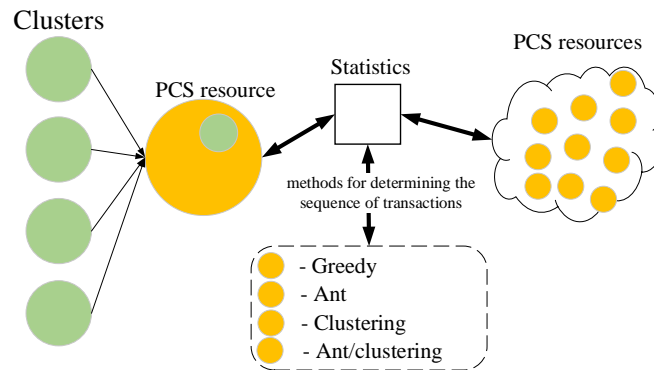 Clusters
PCS resource
Statistics
PCS resources
methods for determining the
sequence of transactions
- Greedy
- Ant
- Clustering
- Ant/clustering